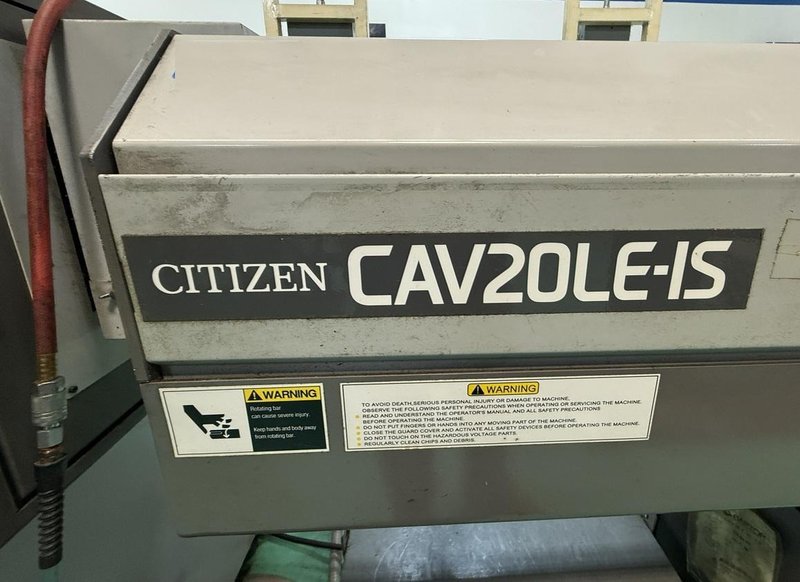 CITIZEN CAV20LE-IS
WARNING
Rotating bar
can cause severe injury.
Keep hands and body away
from rotating bar.
WARNING
TO AVOID DEATH,SERIOUS PERSONAL INJURY OR DAMAGE TO MACHINE,
OBSERVE THE FOLLOWING SAFETY PRECAUTIONS WHEN OPERATING OR SERVICING THE MACHINE.
READ AND UNDERSTAND THE OPERATOR'S MANUAL AND ALL SAFETY PRECAUTIONS
BEFORE OPERATING THE MACHINE.
DO NOT PUT FINGERS OR HANDS INTO ANY MOVING PART OF THE MACHINE.
CLOSE THE GUARD COVER AND ACTIVATE ALL SAFETY DEVICES BEFORE OPERATING THE MACHINE.
DO NOT TOUCH ON THE HAZARDOUS VOLTAGE PARTS.
REGULARLY CLEAN CHIPS AND DEBRIS.